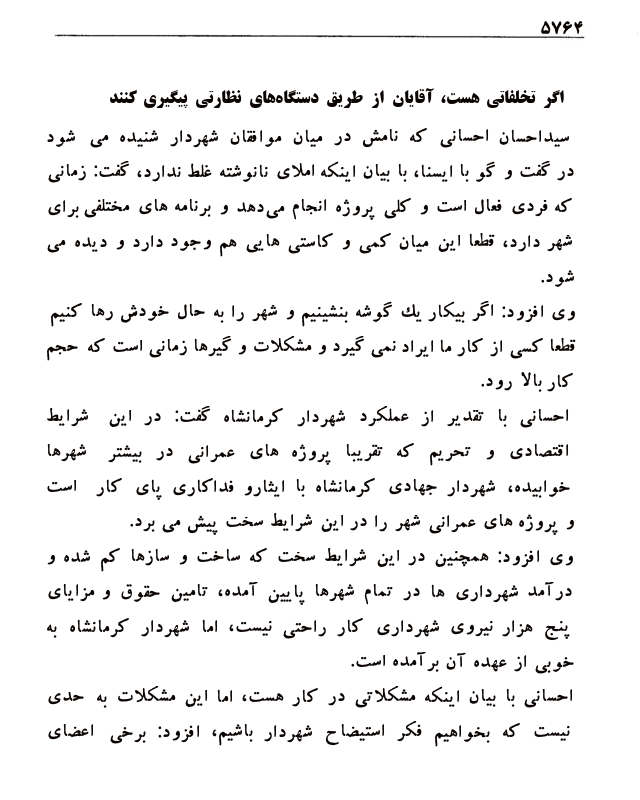 ۵۷۶۴
اگر تخلفاتی هست، آقایان از طریق دستگاه‌های نظارتی پیگیری کنند
سیداحسان احسانی که نامش در میان موافقان شهردار شنیده می شود
در گفت و گو با ایسنا، با بیان اینکه املای نانوشته غلط ندارد، گفت: زمانی
که فردی فعال است و کلی پروژه انجام می‌دهد و برنامه های مختلفی برای
شهر دارد، قطعا این میان کمی و کاستی هایی هم وجود دارد و دیده می
شود.
وی افزود: اگر بیکار یك گوشه بنشینیم و شهر را به حال خودش رها کنیم
قطعا کسی از کار ما ایراد نمی گیرد و مشکلات و گیرها زمانی است که حجم
کار بالا رود.
احسانی با تقدیر از عملکرد شهردار کرمانشاه گفت: در این شرایط
اقتصادی و تحریم که تقریبا پروژه های عمرانی در بیشتر شهرها
خوابیده، شهردار جهادی کرمانشاه با ایثارو فداکاری پای کار است
و پروژه های عمرانی شهر را در این شرایط سخت پیش می برد.
وی افزود: همچنین در این شرایط سخت که ساخت و سازها کم شده و
درآمد شهرداری ها در تمام شهرها پایین آمده، تامین حقوق و مزایای
پنج هزار نیروی شهرداری کار راحتی نیست، اما شهردار کرمانشاه به
خوبی از عهده آن برآمده است.
احسانی با بیان اینکه مشکلاتی در کار هست، اما این مشکلات به حدی
نیست که بخواهیم فکر استیضاح شهردار باشیم، افزود: برخی اعضای